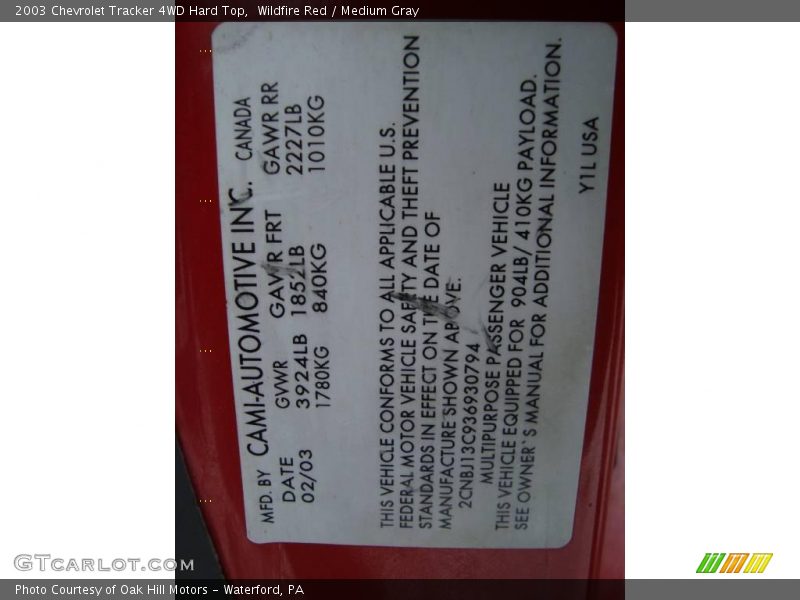 2003 Chevrolet Tracker 4WD Hard Top,  Wildfire Red / Medium Gray
MFD. BY CAMI-AUTOMOTIVE INC. CANADA
DATE GVWR GAWR FRT GAWR RR
02/03 3924LB 1852LB 2227LB
1780KG 840KG 1010KG
THIS VEHICLE CONFORMS TO ALL APPLICABLE U.S.
FEDERAL MOTOR VEHICLE SAFETY AND THEFT PREVENTION
STANDARDS IN EFFECT ON THE DATE OF
MANUFACTURE SHOWN ABOVE.
2CNBJ13C936930794
MULTIPURPOSE PASSENGER VEHICLE
THIS VEHICLE EQUIPPED FOR 904LB/ 410KG PAYLOAD.
SEE OWNER`S MANUAL FOR ADDITIONAL INFORMATION.
Y1L USA
GTCarlot.com
Photo Courtesy of Oak Hill Motors - Waterford, PA